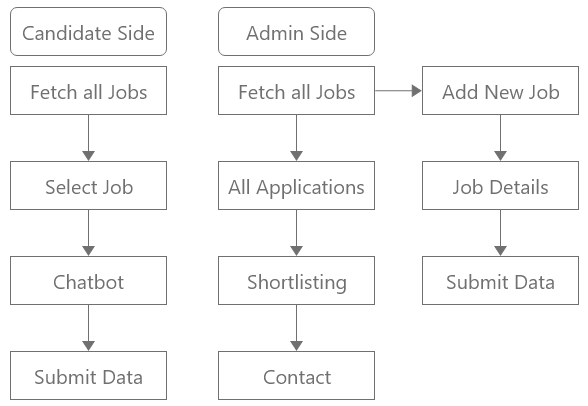 Candidate Side
Admin Side
Fetch all Jobs
Fetch all Jobs
Add New Job
Select Job
All Applications
Job Details
Chatbot
Shortlisting
Submit Data
Submit Data
Contact